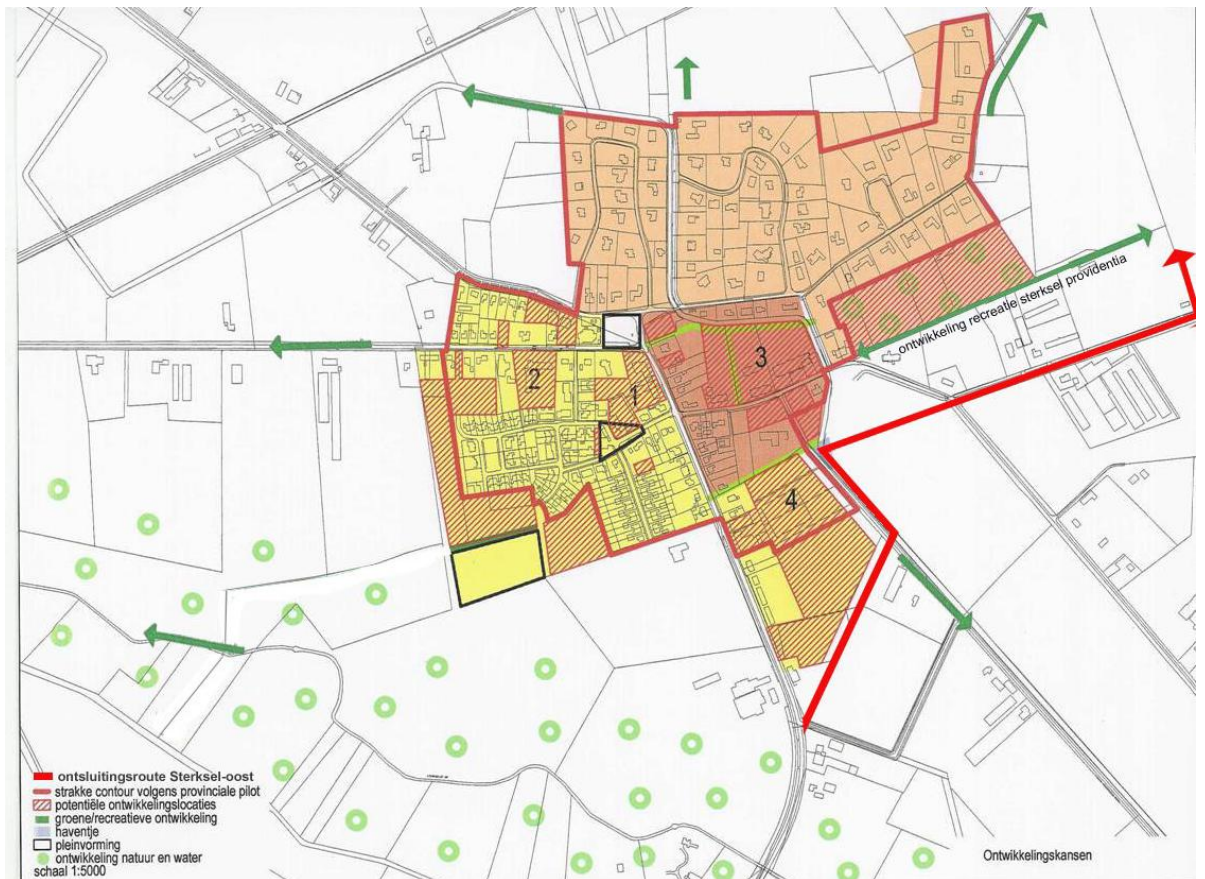 ontwikkeling recreatie sterksel providentia
3
2
1
4
ontsluitingsroute Sterksel-oost
strakke contour volgens provinciale pilot
potentiële ontwikkelingslocaties
groene/recreatieve ontwikkeling
haventje
pleinvorming
ontwikkeling natuur en water
schaal 1:5000
Ontwikkelingskansen